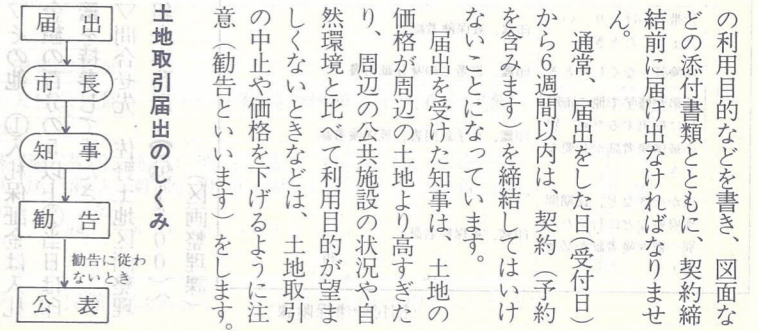 の利用目的などを書き、図面な
どの添付書類とともに、契約締
結前に届け出なければなりませ
ん。
通常、届出をした日（受付日）
から6週間以内は、契約（予約
を含みます）を締結してはいけ
ないことになっています。
届出を受けた知事は、土地の
価格が周辺の土地より高すぎた
り、周辺の公共施設の状況や自
然環境と比べて利用目的が望ま
しくないときなどは、土地取引
の中止や価格を下げるように注
意（勧告といいます）をします。
土地取引届出のしくみ
届出
市長
知事
勧告
勧告に従わ
ないとき
公表